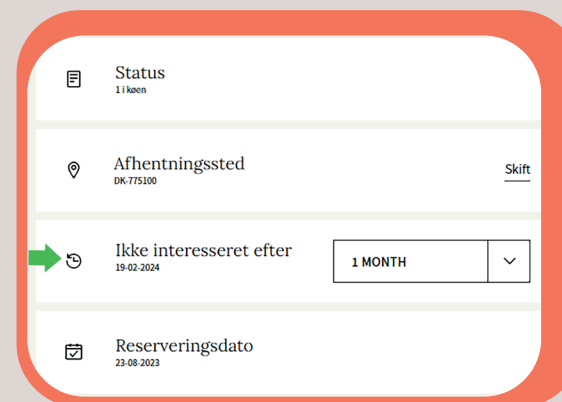 Status
1 i køen
Afhentningssted
DK-775100
Skift
Ikke interesseret efter
19-02-2024
1 MONTH
Reserveringsdato
23-08-2023